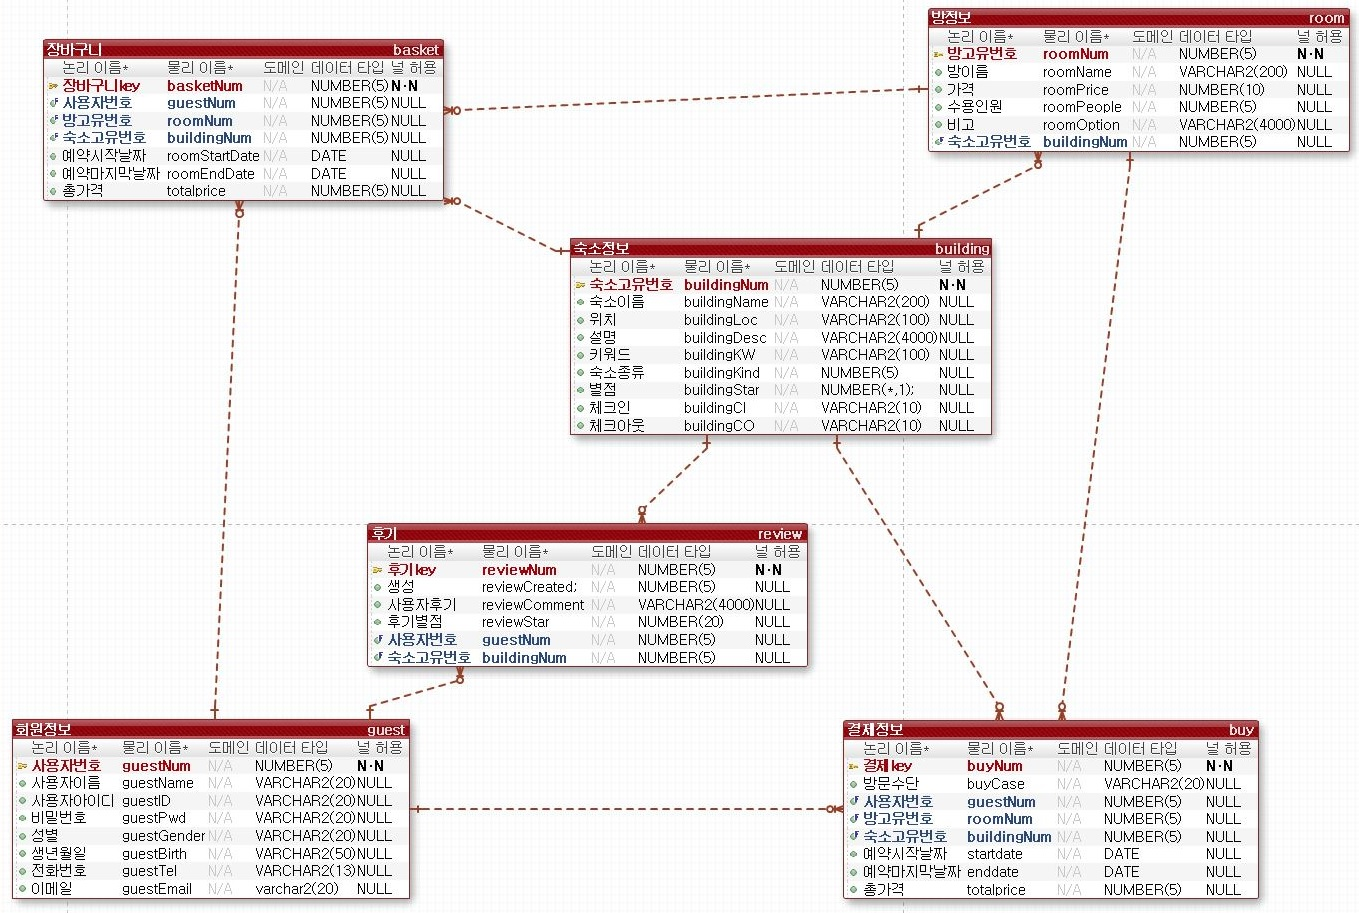 장바구니 basket
논리 이름* 물리 이름* 도메인 데이터 타입 널 허용
장바구니key basketNum N/A NUMBER(5) N·N
사용자번호 guestNum N/A NUMBER(5) NULL
방고유번호 roomNum N/A NUMBER(5) NULL
숙소고유번호 buildingNum N/A NUMBER(5) NULL
예약시작날짜 roomStartDate N/A DATE NULL
예약마지막날짜 roomEndDate N/A DATE NULL
총가격 totalprice N/A NUMBER(5) NULL
방정보 room
논리 이름* 물리 이름* 도메인 데이터 타입 널 허용
방고유번호 roomNum N/A NUMBER(5) N·N
방이름 roomName N/A VARCHAR2(200) NULL
가격 roomPrice N/A NUMBER(10) NULL
수용인원 roomPeople N/A NUMBER(5) NULL
비고 roomOption N/A VARCHAR2(4000) NULL
숙소고유번호 buildingNum N/A NUMBER(5) NULL
숙소정보 building
논리 이름* 물리 이름* 도메인 데이터 타입 널 허용
숙소고유번호 buildingNum N/A NUMBER(5) N·N
숙소이름 buildingName N/A VARCHAR2(200) NULL
위치 buildingLoc N/A VARCHAR2(100) NULL
설명 buildingDesc N/A VARCHAR2(4000) NULL
키워드 buildingKW N/A VARCHAR2(100) NULL
숙소종류 buildingKind N/A NUMBER(5) NULL
별점 buildingStar N/A NUMBER(*,1); NULL
체크인 buildingCI N/A VARCHAR2(10) NULL
체크아웃 buildingCO N/A VARCHAR2(10) NULL
후기 review
논리 이름* 물리 이름* 도메인 데이터 타입 널 허용
후기key reviewNum N/A NUMBER(5) N·N
생성 reviewCreated; N/A NUMBER(5) NULL
사용자후기 reviewComment N/A VARCHAR2(4000) NULL
후기별점 reviewStar N/A NUMBER(20) NULL
사용자번호 guestNum N/A NUMBER(5) NULL
숙소고유번호 buildingNum N/A NUMBER(5) NULL
회원정보 guest
논리 이름* 물리 이름* 도메인 데이터 타입 널 허용
사용자번호 guestNum N/A NUMBER(5) N·N
사용자이름 guestName N/A VARCHAR2(20) NULL
사용자아이디 guestID N/A VARCHAR2(20) NULL
비밀번호 guestPwd N/A VARCHAR2(20) NULL
성별 guestGender N/A VARCHAR2(20) NULL
생년월일 guestBirth N/A VARCHAR2(50) NULL
전화번호 guestTel N/A VARCHAR2(13) NULL
이메일 guestEmail N/A varchar2(20) NULL
결제정보 buy
논리 이름* 물리 이름* 도메인 데이터 타입 널 허용
결제key buyNum N/A NUMBER(5) N·N
방문수단 buyCase N/A VARCHAR2(20) NULL
사용자번호 guestNum N/A NUMBER(5) NULL
방고유번호 roomNum N/A NUMBER(5) NULL
숙소고유번호 buildingNum N/A NUMBER(5) NULL
예약시작날짜 startdate N/A DATE NULL
예약마지막날짜 enddate N/A DATE NULL
총가격 totalprice N/A NUMBER(5) NULL